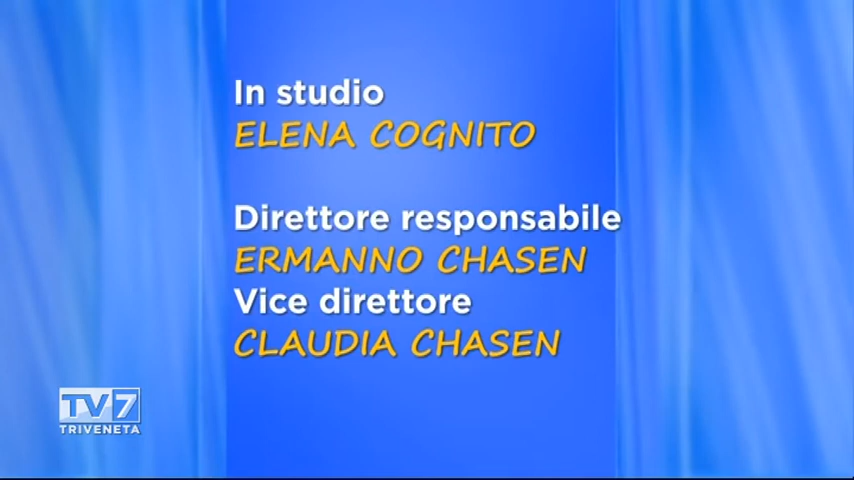 In studio
ELENA COGNITO
Direttore responsabile
ERMANNO CHASEN
Vice direttore
CLAUDIA CHASEN
TV7
TRIVENETA